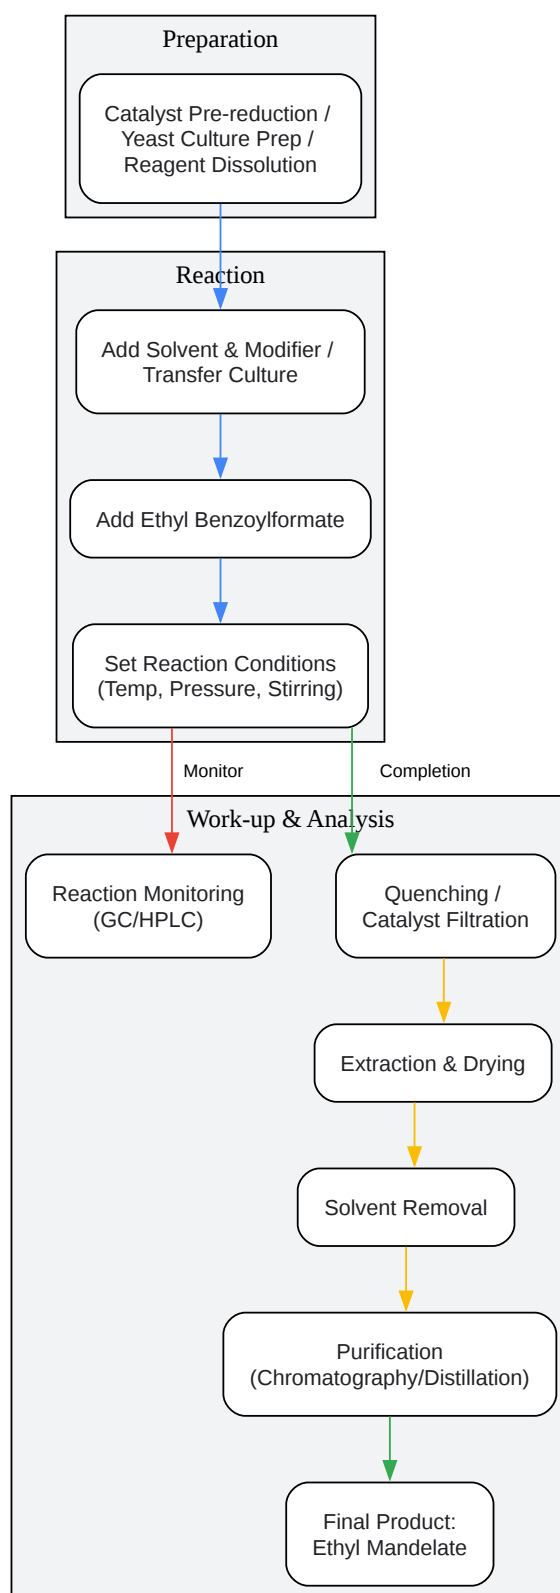 Preparation
Catalyst Pre-reduction /
Yeast Culture Prep /
Reagent Dissolution
Reaction
Add Solvent & Modifier /
Transfer Culture
Add Ethyl Benzoylformate
Set Reaction Conditions
(Temp, Pressure, Stirring)
Monitor
Completion
Work-up & Analysis
Reaction Monitoring
(GC/HPLC)
Quenching /
Catalyst Filtration
Extraction & Drying
Solvent Removal
Purification
(Chromatography/Distillation)
Final Product:
Ethyl Mandelate